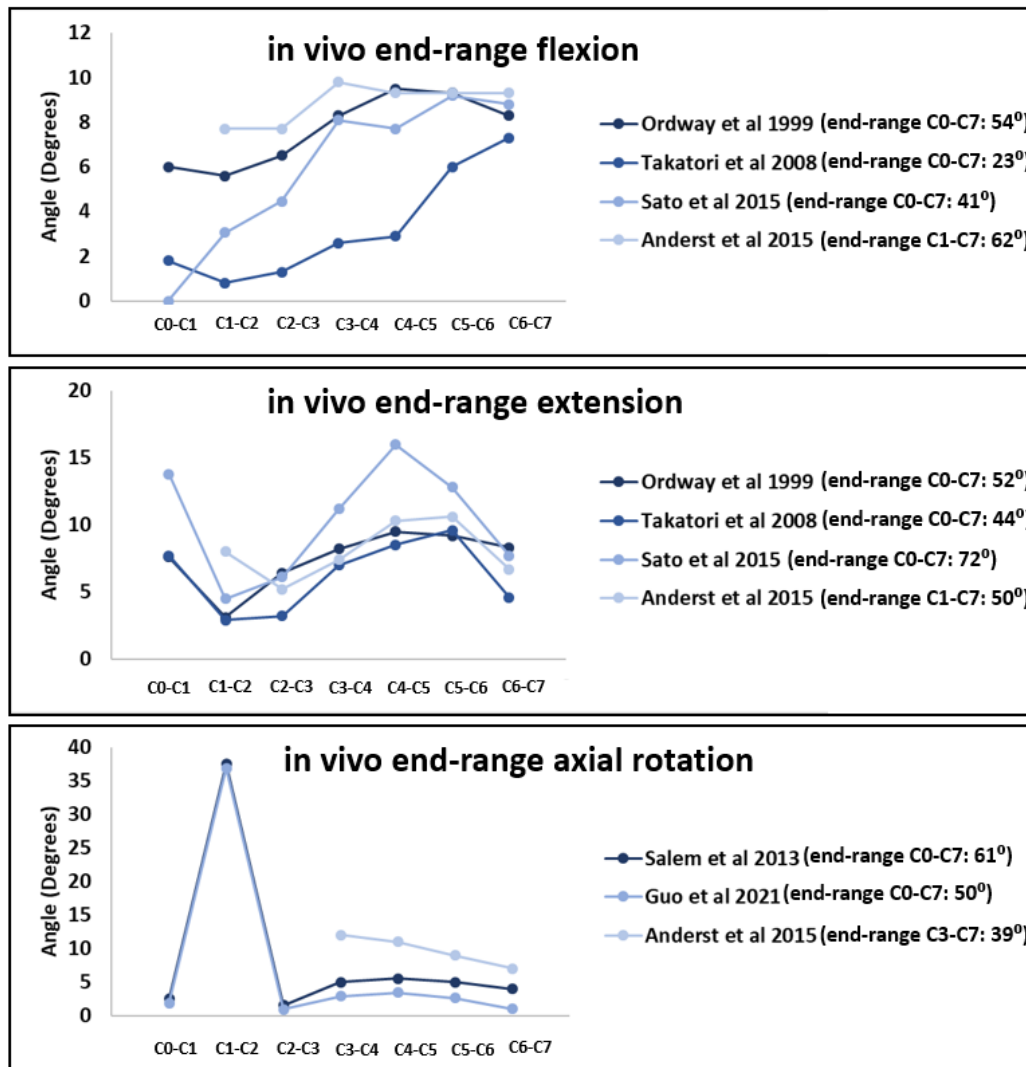 in vivo end-range flexion
Angle (Degrees)
12
10
8
6
4
2
0
C0-C1 C1-C2 C2-C3 C3-C4 C4-C5 C5-C6 C6-C7
Ordway et al 1999 (end-range C0-C7: 54⁰)
Takatori et al 2008 (end-range C0-C7: 23⁰)
Sato et al 2015 (end-range C0-C7: 41⁰)
Anderst et al 2015 (end-range C1-C7: 62⁰)
in vivo end-range extension
Angle (Degrees)
20
15
10
5
0
C0-C1 C1-C2 C2-C3 C3-C4 C4-C5 C5-C6 C6-C7
Ordway et al 1999 (end-range C0-C7: 52⁰)
Takatori et al 2008 (end-range C0-C7: 44⁰)
Sato et al 2015 (end-range C0-C7: 72⁰)
Anderst et al 2015 (end-range C1-C7: 50⁰)
in vivo end-range axial rotation
Angle (Degrees)
40
35
30
25
20
15
10
5
0
C0-C1 C1-C2 C2-C3 C3-C4 C4-C5 C5-C6 C6-C7
Salem et al 2013 (end-range C0-C7: 61⁰)
Guo et al 2021 (end-range C0-C7: 50⁰)
Anderst et al 2015 (end-range C3-C7: 39⁰)